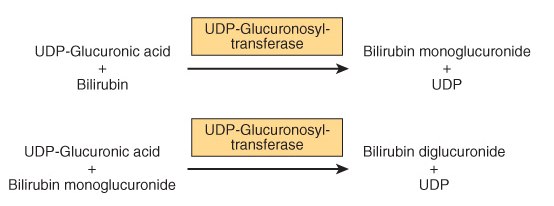 UDP-Glucuronosyl-
transferase
UDP-Glucuronic acid
+
Bilirubin
Bilirubin monoglucuronide
+
UDP
UDP-Glucuronosyl-
transferase
UDP-Glucuronic acid
+
Bilirubin monoglucuronide
Bilirubin diglucuronide
+
UDP